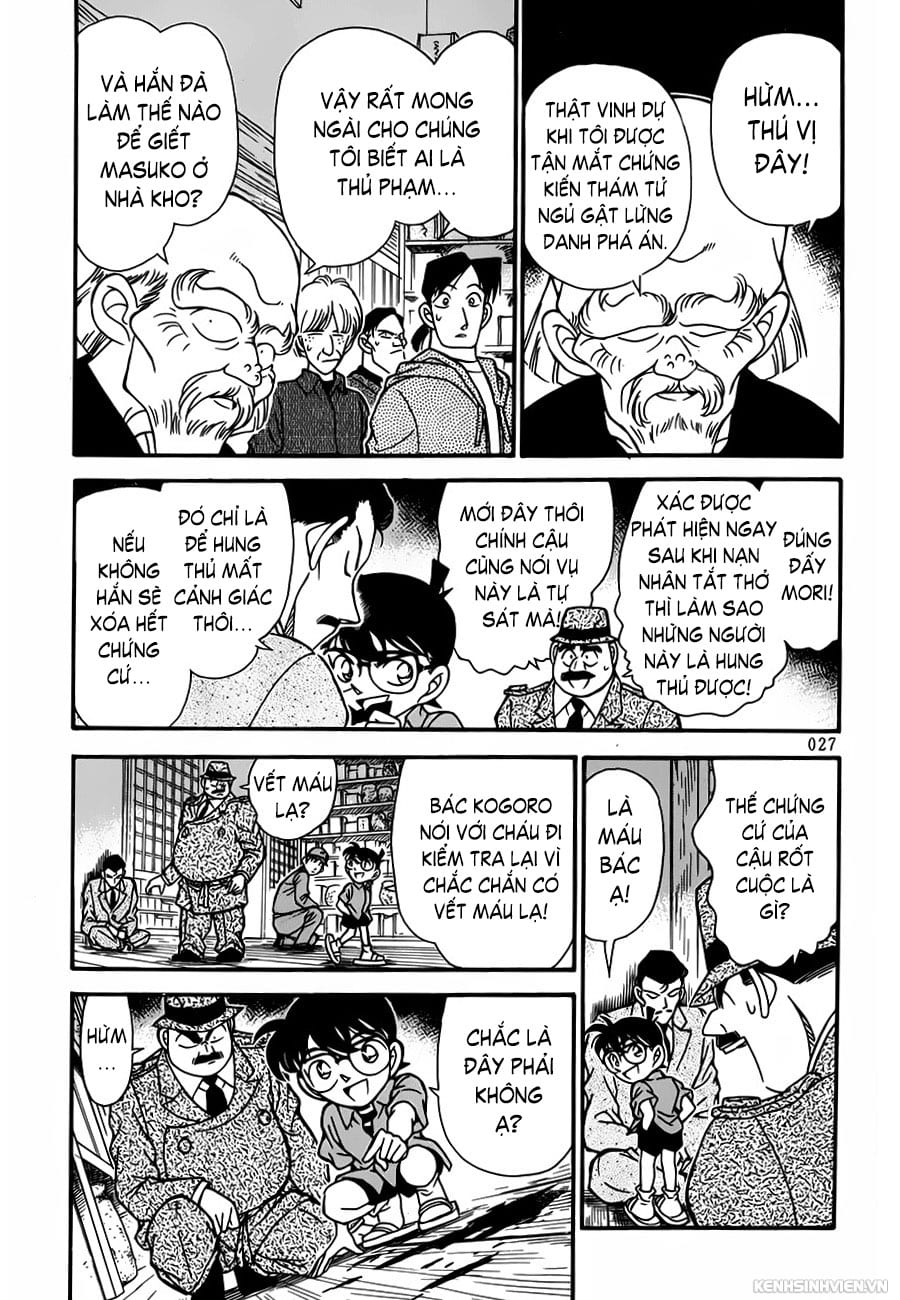 HỪM...
THÚ VỊ
ĐÂY!
THẬT VINH DỰ
KHI TÔI ĐƯỢC
TẬN MẮT CHỨNG
KIẾN THÁM TỬ
NGỦ GẬT LỪNG
DANH PHÁ ÁN.
VẬY RẤT MONG
NGÀI CHO CHÚNG
TÔI BIẾT AI LÀ
THỦ PHẠM...
VÀ HẮN ĐÃ
LÀM THẾ NÀO
ĐỂ GIẾT
MASUKO Ở
NHÀ KHO?
ĐÚNG
ĐẤY
MORI!
XÁC ĐƯỢC
PHÁT HIỆN NGAY
SAU KHI NẠN
NHÂN TẮT THỞ
THÌ LÀM SAO
NHỮNG NGƯỜI
NÀY LÀ HUNG
THỦ ĐƯỢC!
MỚI ĐÂY THÔI
CHÍNH CẬU
CŨNG NÓI VỤ
NÀY LÀ TỰ
SÁT MÀ!
ĐÓ CHỈ LÀ
ĐỂ HUNG
THỦ MẤT
CẢNH GIÁC
THÔI...
NẾU
KHÔNG
HẮN SẼ
XÓA HẾT
CHỨNG
CỨ...
027
THẾ CHỨNG
CỨ CỦA
CẬU RỐT
CUỘC LÀ
GÌ?
LÀ
MÁU
BÁC
Ạ!
BÁC KOGORO
NÓI VỚI CHÁU ĐI
KIỂM TRA LẠI VÌ
CHẮC CHẮN CÓ
VẾT MÁU LẠ!
VẾT MÁU
LẠ?
CHẮC LÀ
ĐÂY PHẢI
KHÔNG
Ạ?
HỪM...
KENHSINHVIEN.VN